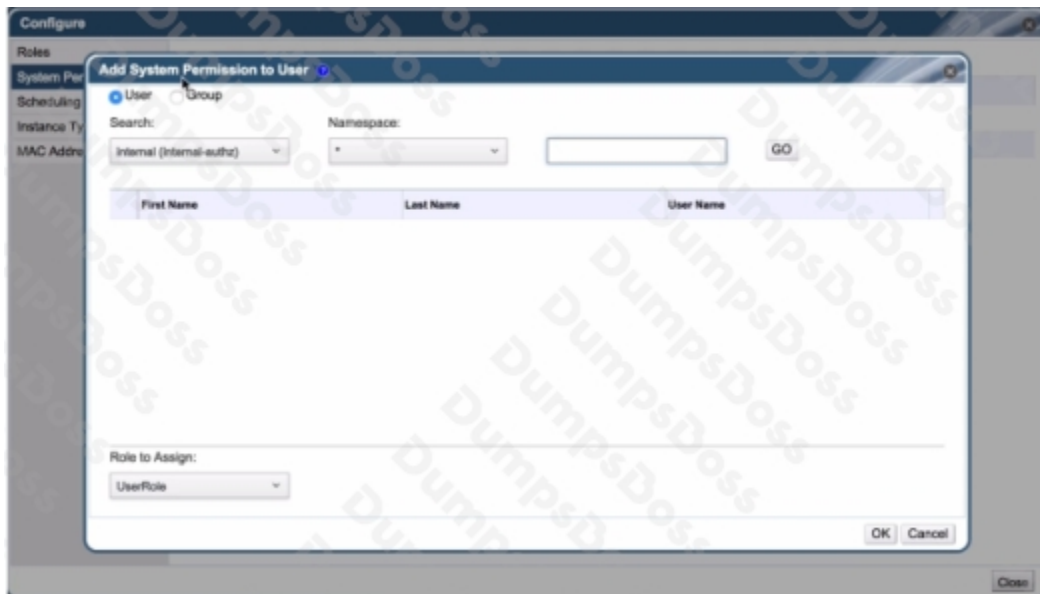 Configure
Roles
System Per
Add System Permission to User
Scheduling
User Group
Instance Ty
Search: Namespace:
MAC Addre
Internal (internal-authz) * GO
First Name Last Name User Name
Role to Assign:
UserRole
OK Cancel
Close
DumpsDoss